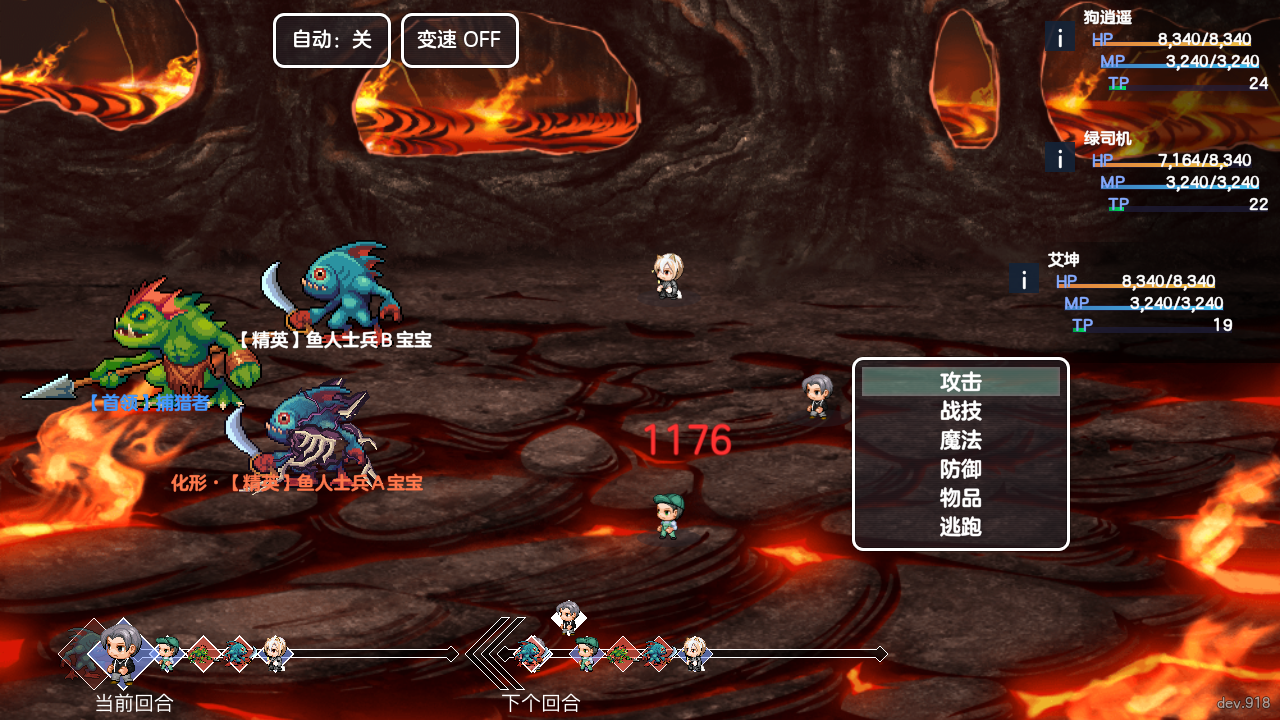 自动：关
变速 OFF
狗逍遥
HP 8,340/8,340
MP 3,240/3,240
TP 24
绿司机
HP 7,164/8,340
MP 3,240/3,240
TP 22
艾坤
HP 8,340/8,340
MP 3,240/3,240
TP 19
【精英】鱼人士兵B宝宝
【首领】捕猎者
化形·【精英】鱼人士兵A宝宝
1176
攻击
战技
魔法
防御
物品
逃跑
当前回合
下个回合
dev.918